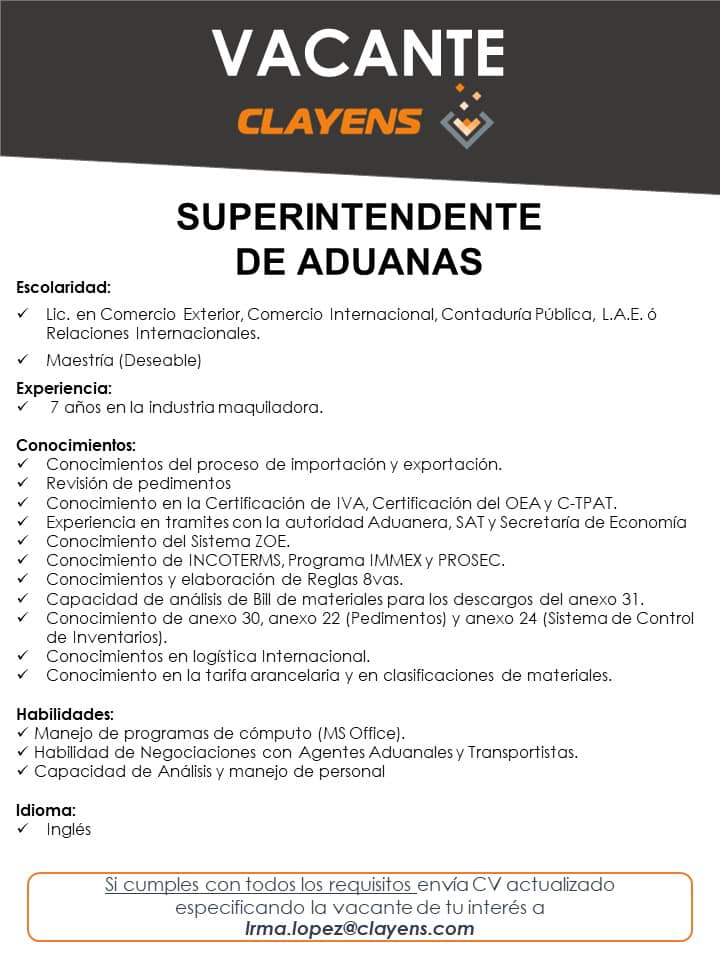 VACANTE
CLAYENS
SUPERINTENDENTE
DE ADUANAS
Escolaridad:
✓ Lic. en Comercio Exterior, Comercio Internacional, Contaduría Pública, L.A.E. ó
Relaciones Internacionales.
✓ Maestría (Deseable)
Experiencia:
✓ 7 años en la industria maquiladora.
Conocimientos:
✓ Conocimientos del proceso de importación y exportación.
✓ Revisión de pedimentos
✓ Conocimiento en la Certificación de IVA, Certificación del OEA y C-TPAT.
✓ Experiencia en tramites con la autoridad Aduanera, SAT y Secretaría de Economía
✓ Conocimiento del Sistema ZOE.
✓ Conocimiento de INCOTERMS, Programa IMMEX y PROSEC.
✓ Conocimientos y elaboración de Reglas 8vas.
✓ Capacidad de análisis de Bill de materiales para los descargos del anexo 31.
✓ Conocimiento de anexo 30, anexo 22 (Pedimentos) y anexo 24 (Sistema de Control
de Inventarios).
✓ Conocimientos en logística Internacional.
✓ Conocimiento en la tarifa arancelaria y en clasificaciones de materiales.
Habilidades:
✓ Manejo de programas de cómputo (MS Office).
✓ Habilidad de Negociaciones con Agentes Aduanales y Transportistas.
✓ Capacidad de Análisis y manejo de personal
Idioma:
✓ Inglés
Si cumples con todos los requisitos envía CV actualizado
especificando la vacante de tu interés a
Irma.lopez@clayens.com